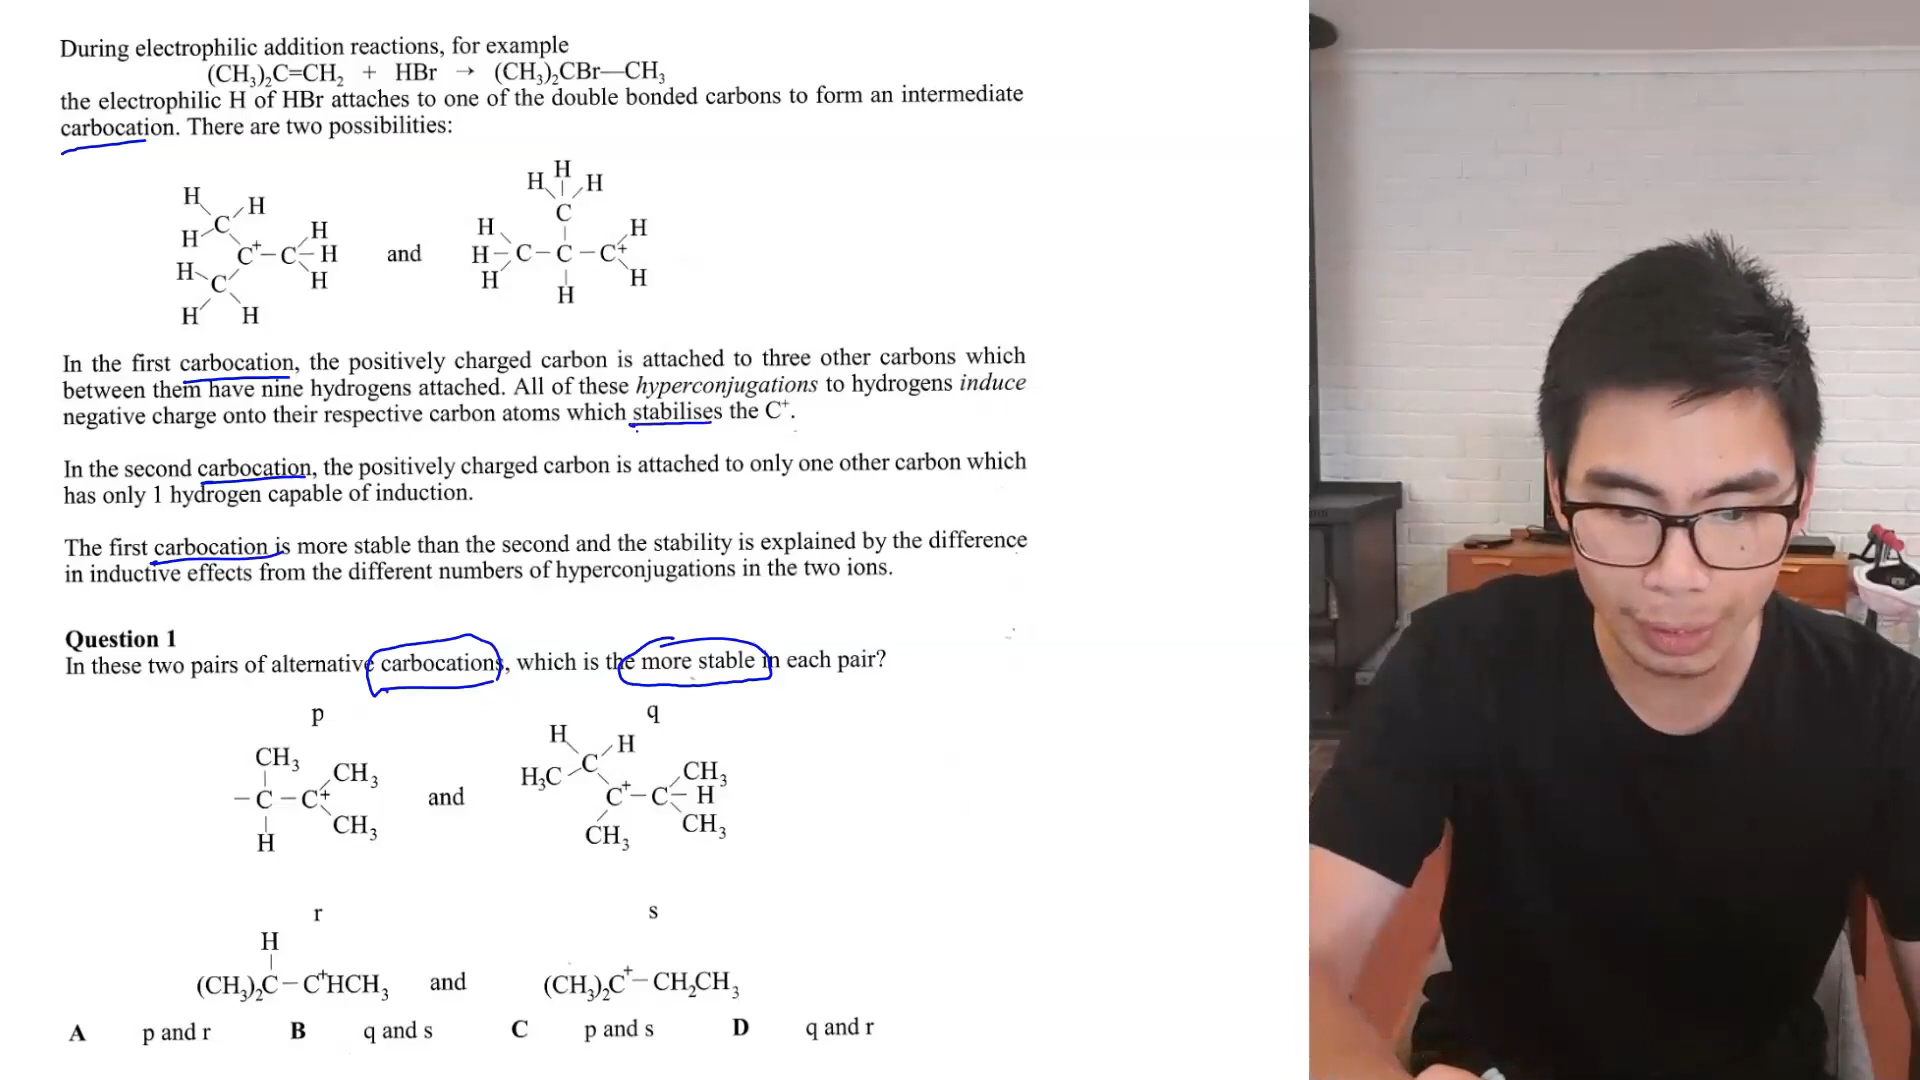 During electrophilic addition reactions, for example
(CH₃)₂C=CH₂ + HBr → (CH₃)₂CBr—CH₃
the electrophilic H of HBr attaches to one of the double bonded carbons to form an intermediate
carbocation. There are two possibilities:
H H H
H H
H C H H H
H C C⁺–C–H and H–C–C–C⁺
H C H H H H
H H
In the first carbocation, the positively charged carbon is attached to three other carbons which
between them have nine hydrogens attached. All of these hyperconjugations to hydrogens induce
negative charge onto their respective carbon atoms which stabilises the C⁺.
In the second carbocation, the positively charged carbon is attached to only one other carbon which
has only 1 hydrogen capable of induction.
The first carbocation is more stable than the second and the stability is explained by the difference
in inductive effects from the different numbers of hyperconjugations in the two ions.
Question 1
In these two pairs of alternative carbocations, which is the more stable in each pair?
p q
H H
CH₃ CH₃ H₃C C CH₃
–C–C⁺ and C⁺–C–H
H CH₃ CH₃ CH₃
r s
H
(CH₃)₂C–C⁺HCH₃ and (CH₃)₂C⁺–CH₂CH₃
A p and r B q and s C p and s D q and r